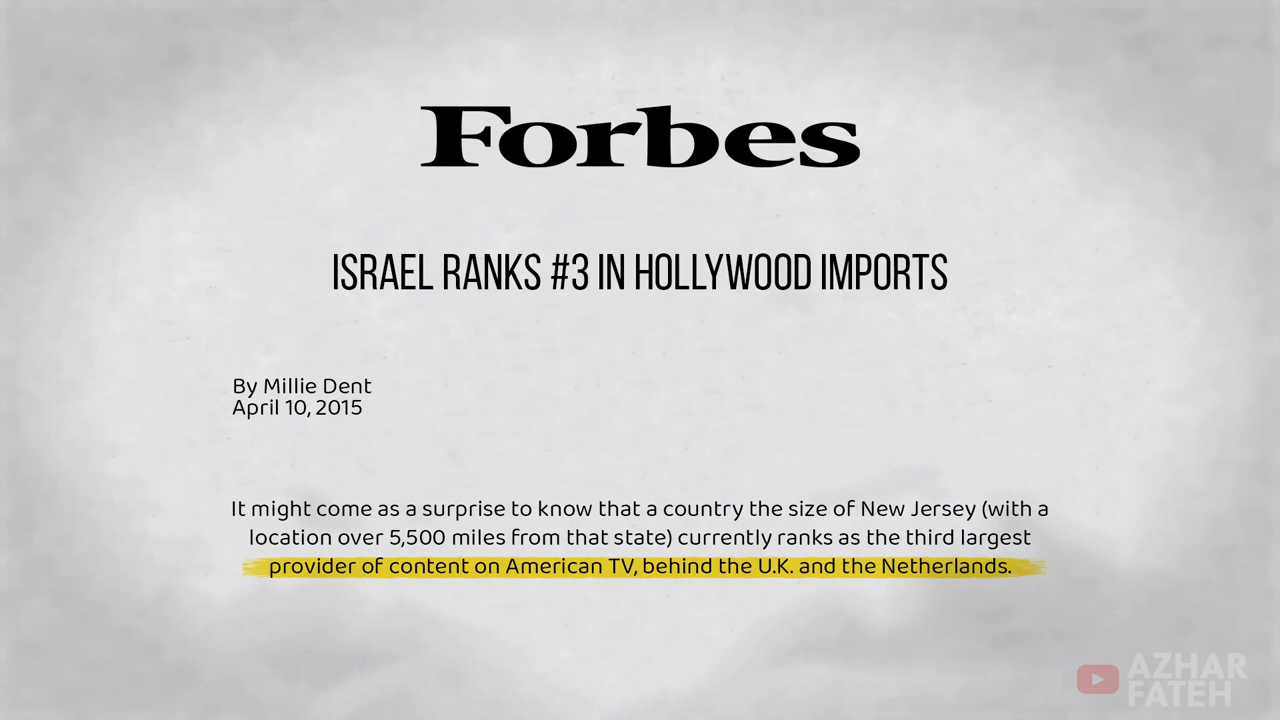 Forbes
ISRAEL RANKS #3 IN HOLLYWOOD IMPORTS
By Millie Dent
April 10, 2015
It might come as a surprise to know that a country the size of New Jersey (with a
location over 5,500 miles from that state) currently ranks as the third largest
provider of content on American TV, behind the U.K. and the Netherlands.
AZHAR
FATEH